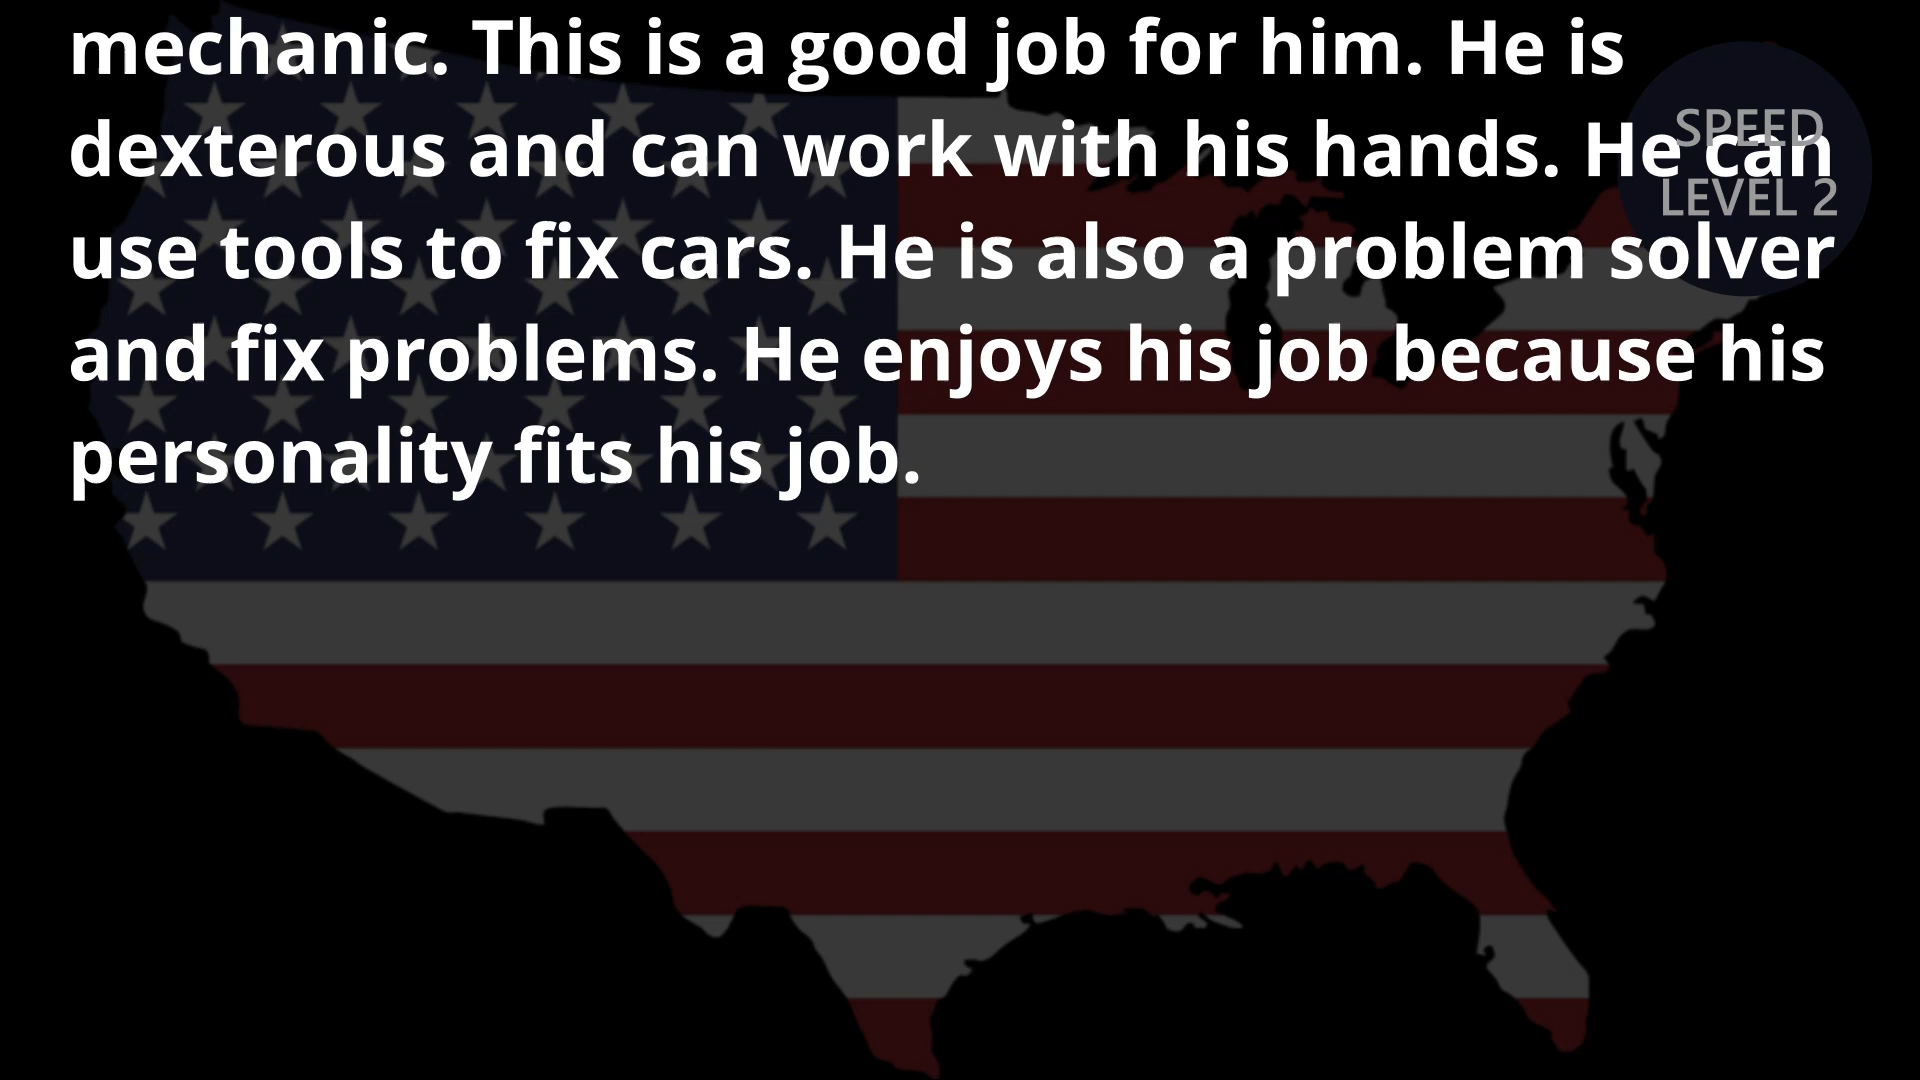 mechanic. This is a good job for him. He is
dexterous and can work with his hands. He can
use tools to fix cars. He is also a problem solver
and fix problems. He enjoys his job because his
personality fits his job.
SPEED
LEVEL 2